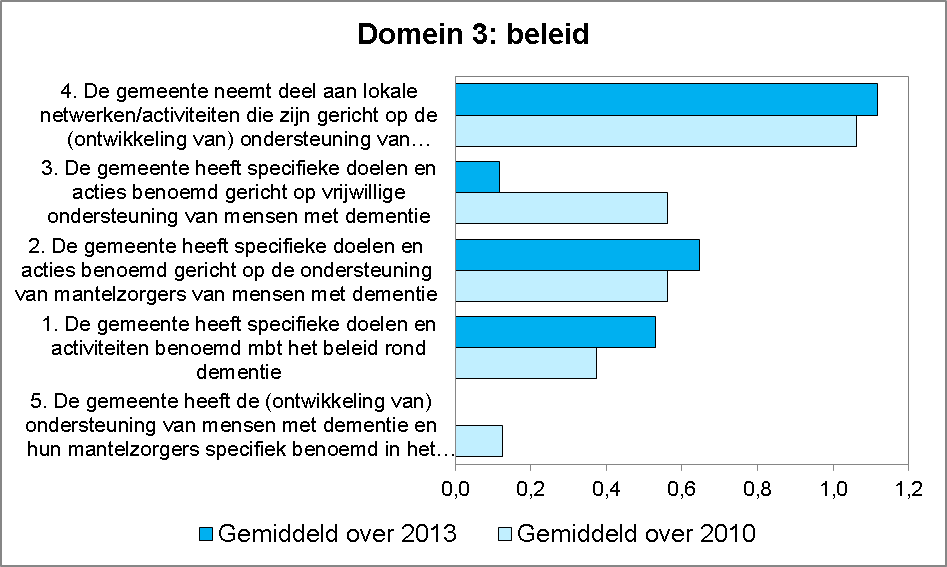 Domein 3: beleid
4. De gemeente neemt deel aan lokale
netwerken/activiteiten die zijn gericht op de
(ontwikkeling van) ondersteuning van…
3. De gemeente heeft specifieke doelen en
acties benoemd gericht op vrijwillige
ondersteuning van mensen met dementie
2. De gemeente heeft specifieke doelen en
acties benoemd gericht op de ondersteuning
van mantelzorgers van mensen met dementie
1. De gemeente heeft specifieke doelen en
activiteiten benoemd mbt het beleid rond
dementie
5. De gemeente heeft de (ontwikkeling van)
ondersteuning van mensen met dementie en
hun mantelzorgers specifiek benoemd in het…
0,0 0,2 0,4 0,6 0,8 1,0 1,2
Gemiddeld over 2013 Gemiddeld over 2010